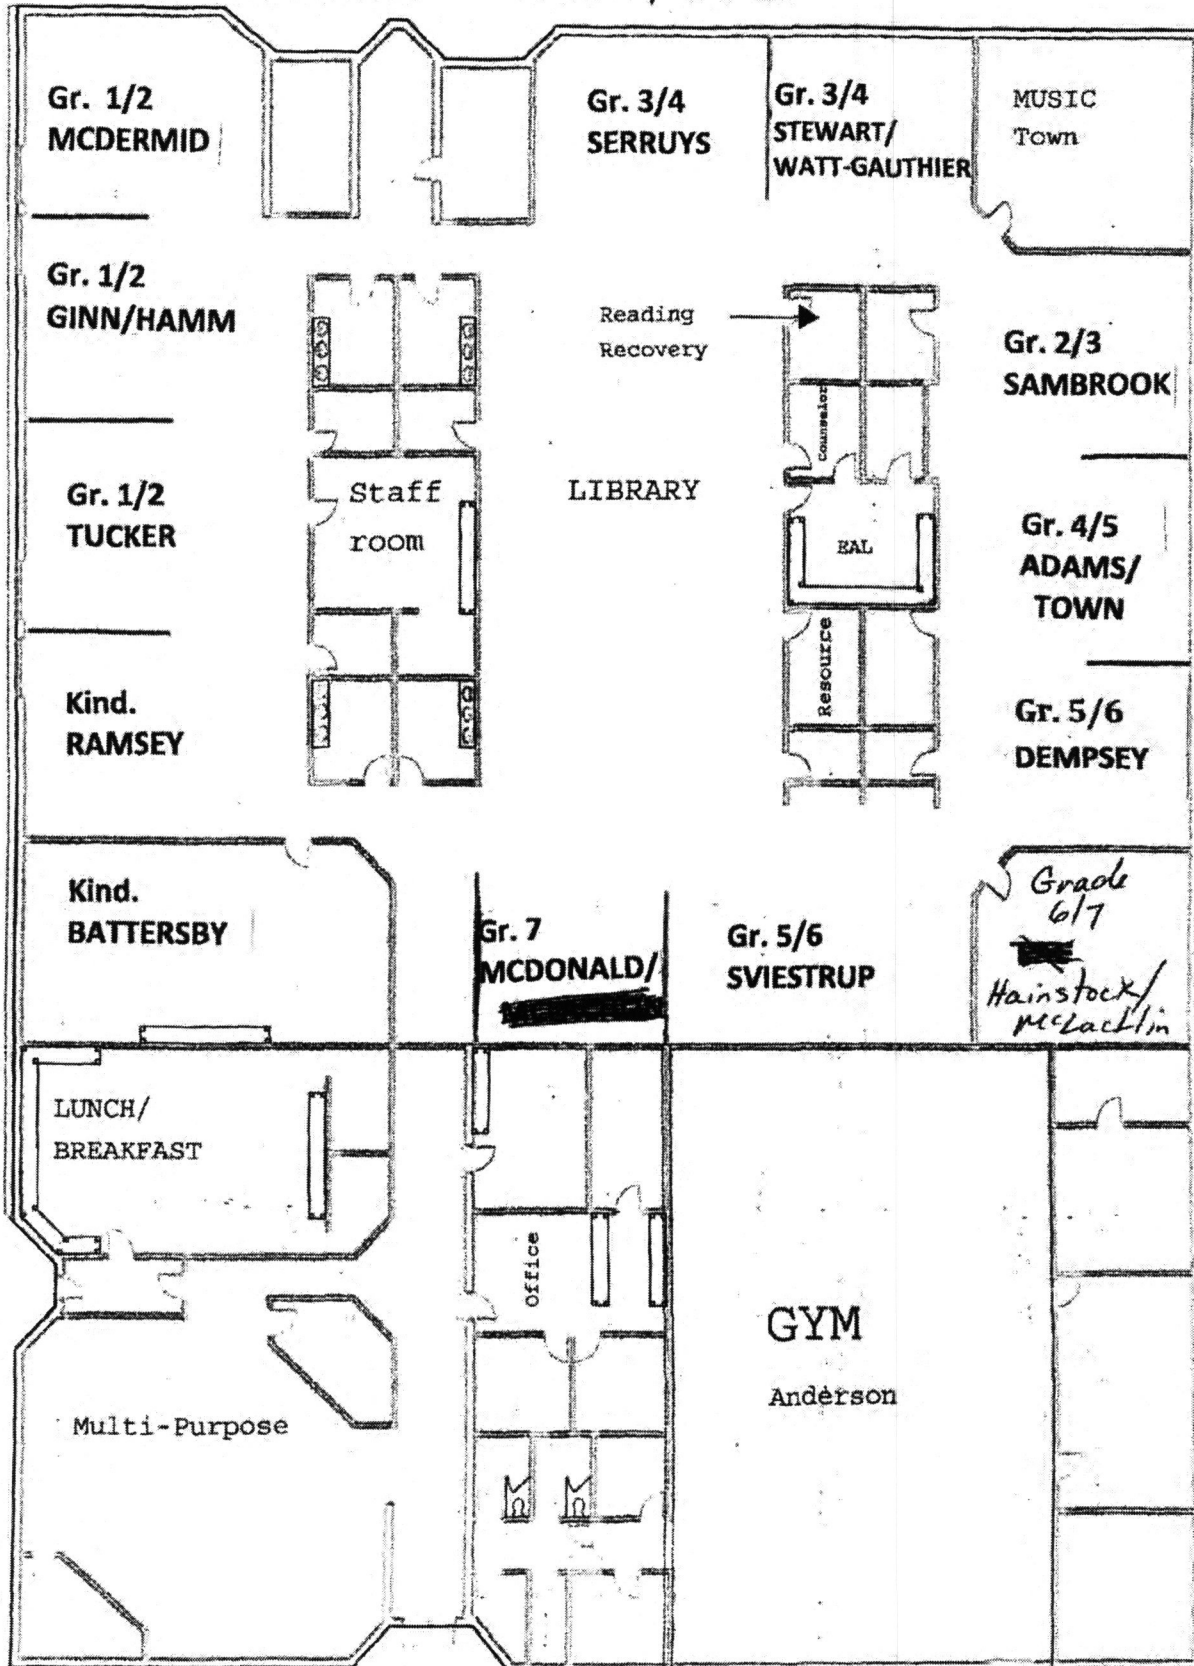 Gr. 1/2
MCDERMID
Gr. 3/4
SERRUYS
Gr. 3/4
STEWART/
WATT-GAUTHIER
MUSIC
Town
Gr. 1/2
GINN/HAMM
Reading
Recovery
Gr. 2/3
SAMBROOK
Counselor
Gr. 1/2
TUCKER
Staff
room
LIBRARY
EAL
Gr. 4/5
ADAMS/
TOWN
Resource
Kind.
RAMSEY
Gr. 5/6
DEMPSEY
Kind.
BATTERSBY
Gr. 7
MCDONALD/
Gr. 5/6
SVIESTRUP
Grade
6/7
Hainstock/
McLachlin
LUNCH/
BREAKFAST
Office
GYM
Anderson
Multi-Purpose